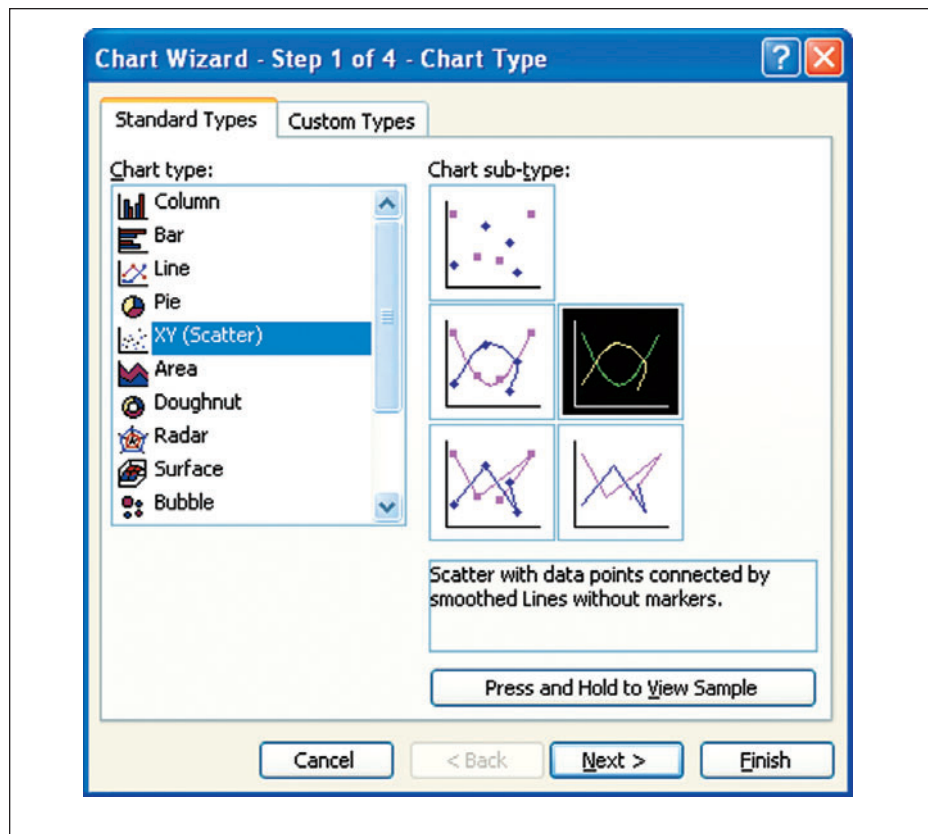 Chart Wizard - Step 1 of 4 - Chart Type
Standard Types
Custom Types
Chart type:
Column
Bar
Line
Pie
XY (Scatter)
Area
Doughnut
Radar
Surface
Bubble
Chart sub-type:
Scatter with data points connected by
smoothed Lines without markers.
Press and Hold to View Sample
Cancel
< Back
Next >
Finish